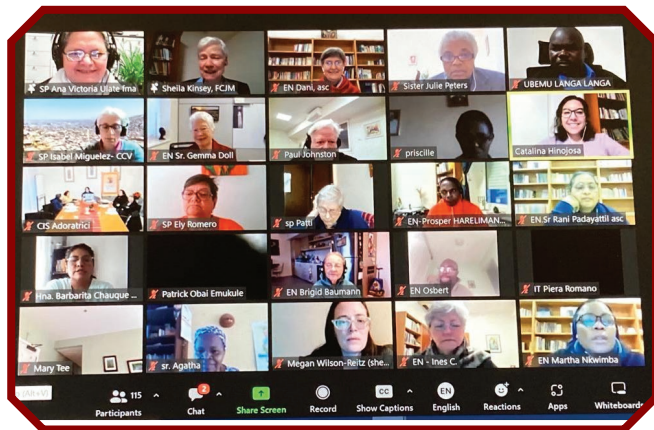 SP Ana Victoria Ulate Ima
Sheila Kinsey, FCJM
EN Dani, asc
Sister Julie Peters
UBEMU LANGA LANGA
SP Isabel Miguelez- CCV
EN Sr. Gemma Doll
Paul Johnston
priscille
Catalina Hinojosa
CIS Adoratrici
SP Ely Romero
sp Patti
EN-Prosper HARELIMAN...
EN.Sr Rani Padayattil asc
Hna. Barbarita Chauque ...
Patrick Obai Emukule
EN Brigid Baumann
EN Osbert
IT Piera Romano
Mary Tee
sr. Agatha
Megan Wilson-Reitz (she...
EN - Ines C.
EN Martha Nkwimba
(Alt+V)
115
2
CC
EN
Participants
Chat
Share Screen
Record
Show Captions
English
Reactions
Apps
Whiteboards